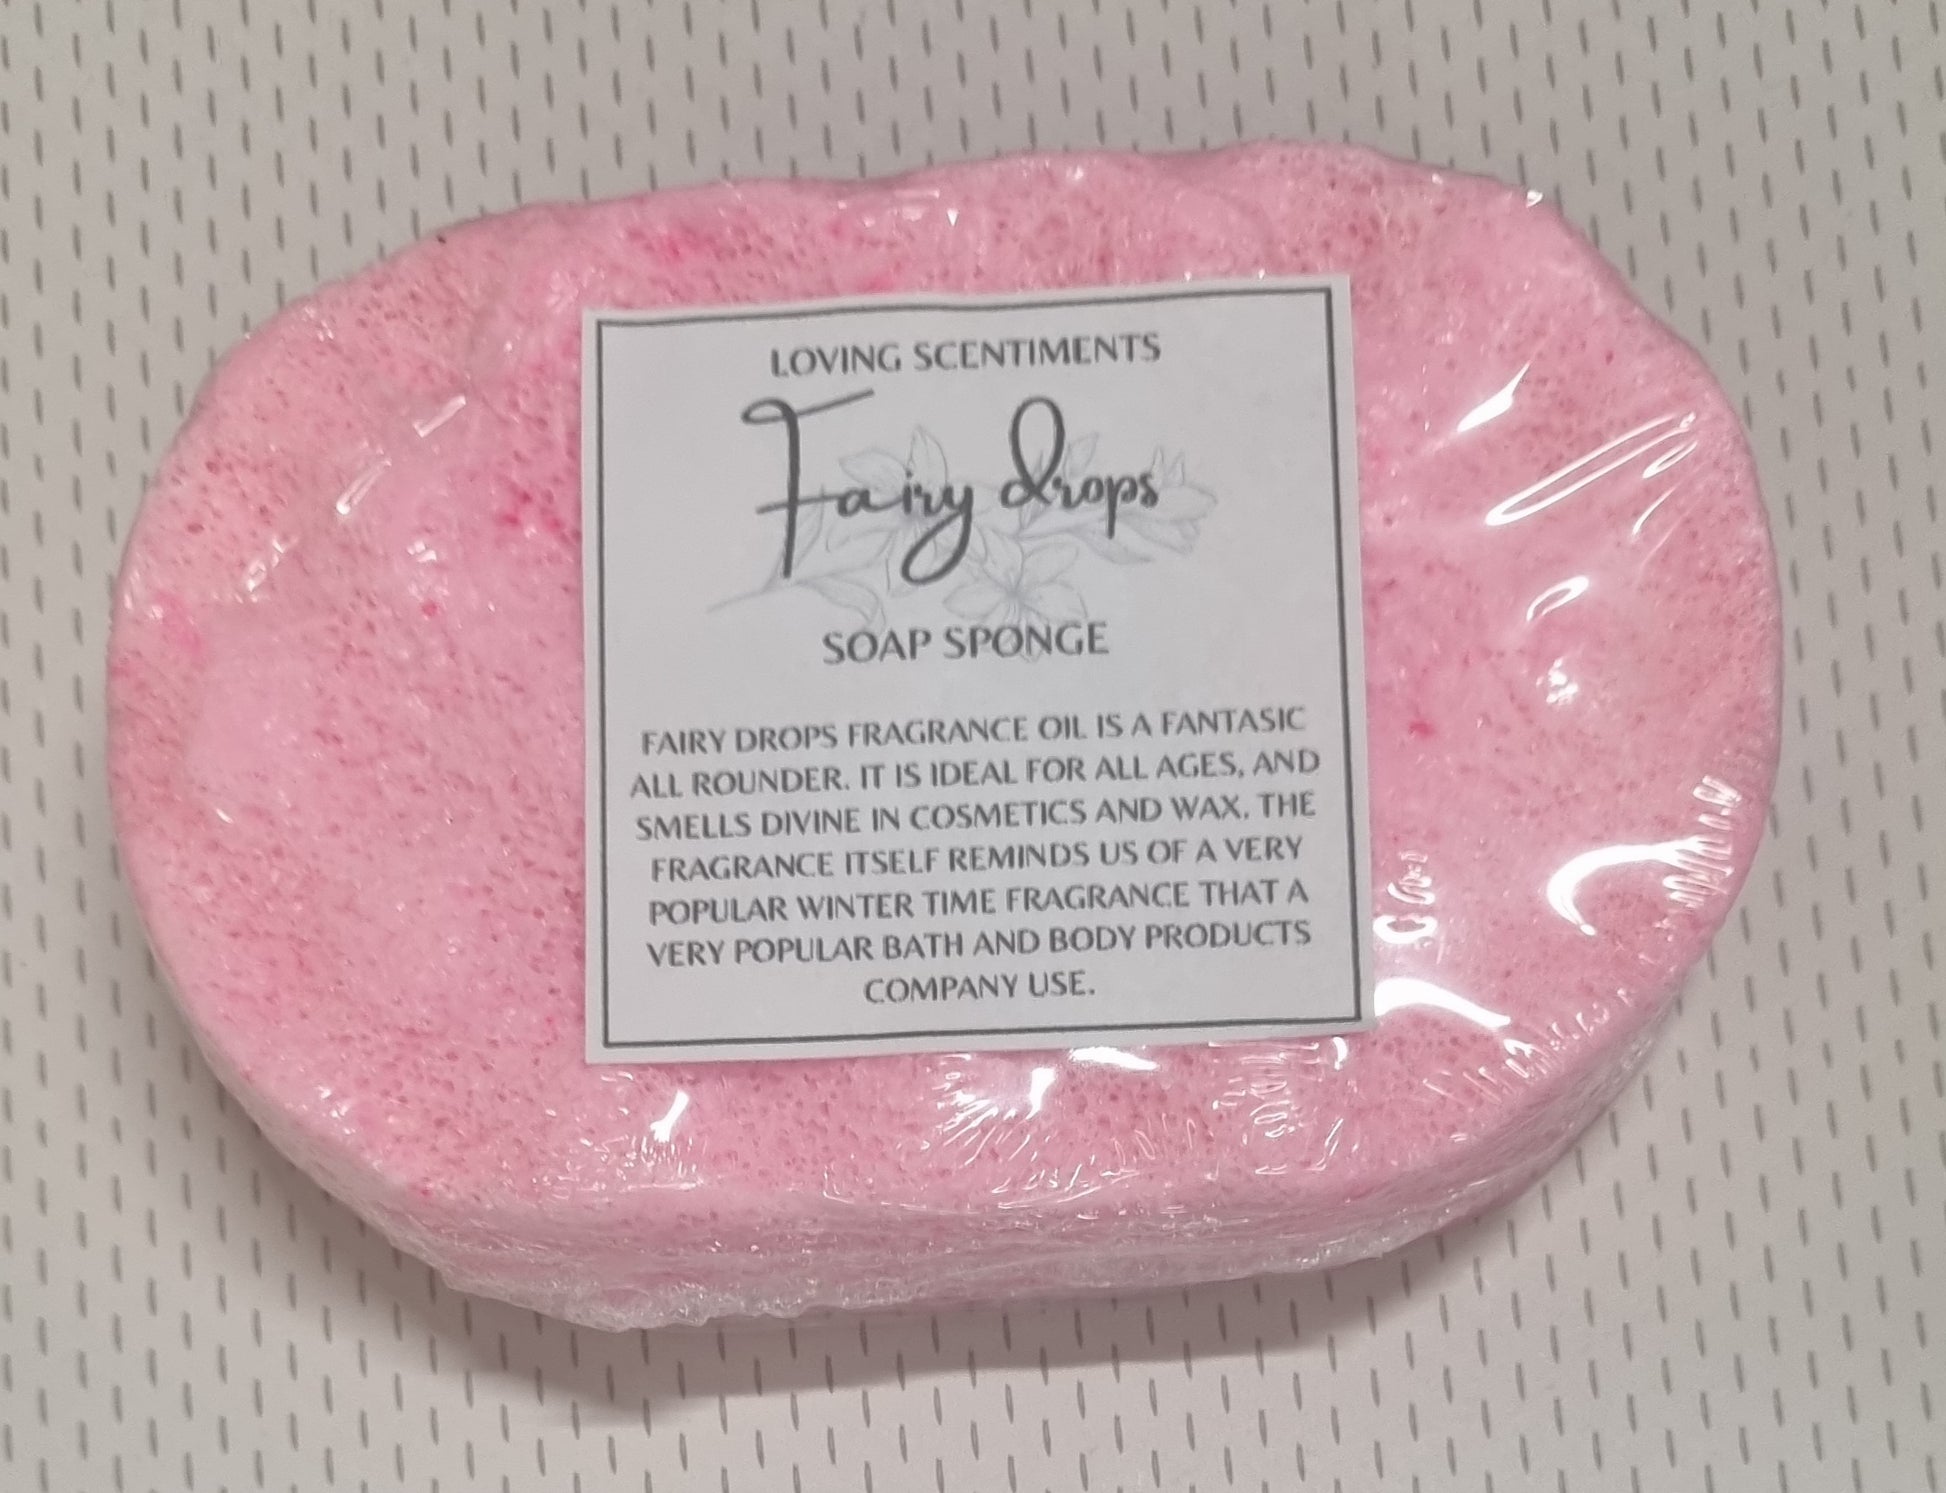 LOVING SCENTIMENTS
Fairy drops
SOAP SPONGE
FAIRY DROPS FRAGRANCE OIL IS A FANTASIC
ALL ROUNDER. IT IS IDEAL FOR ALL AGES, AND
SMELLS DIVINE IN COSMETICS AND WAX. THE
FRAGRANCE ITSELF REMINDS US OF A VERY
POPULAR WINTER TIME FRAGRANCE THAT A
VERY POPULAR BATH AND BODY PRODUCTS
COMPANY USE.